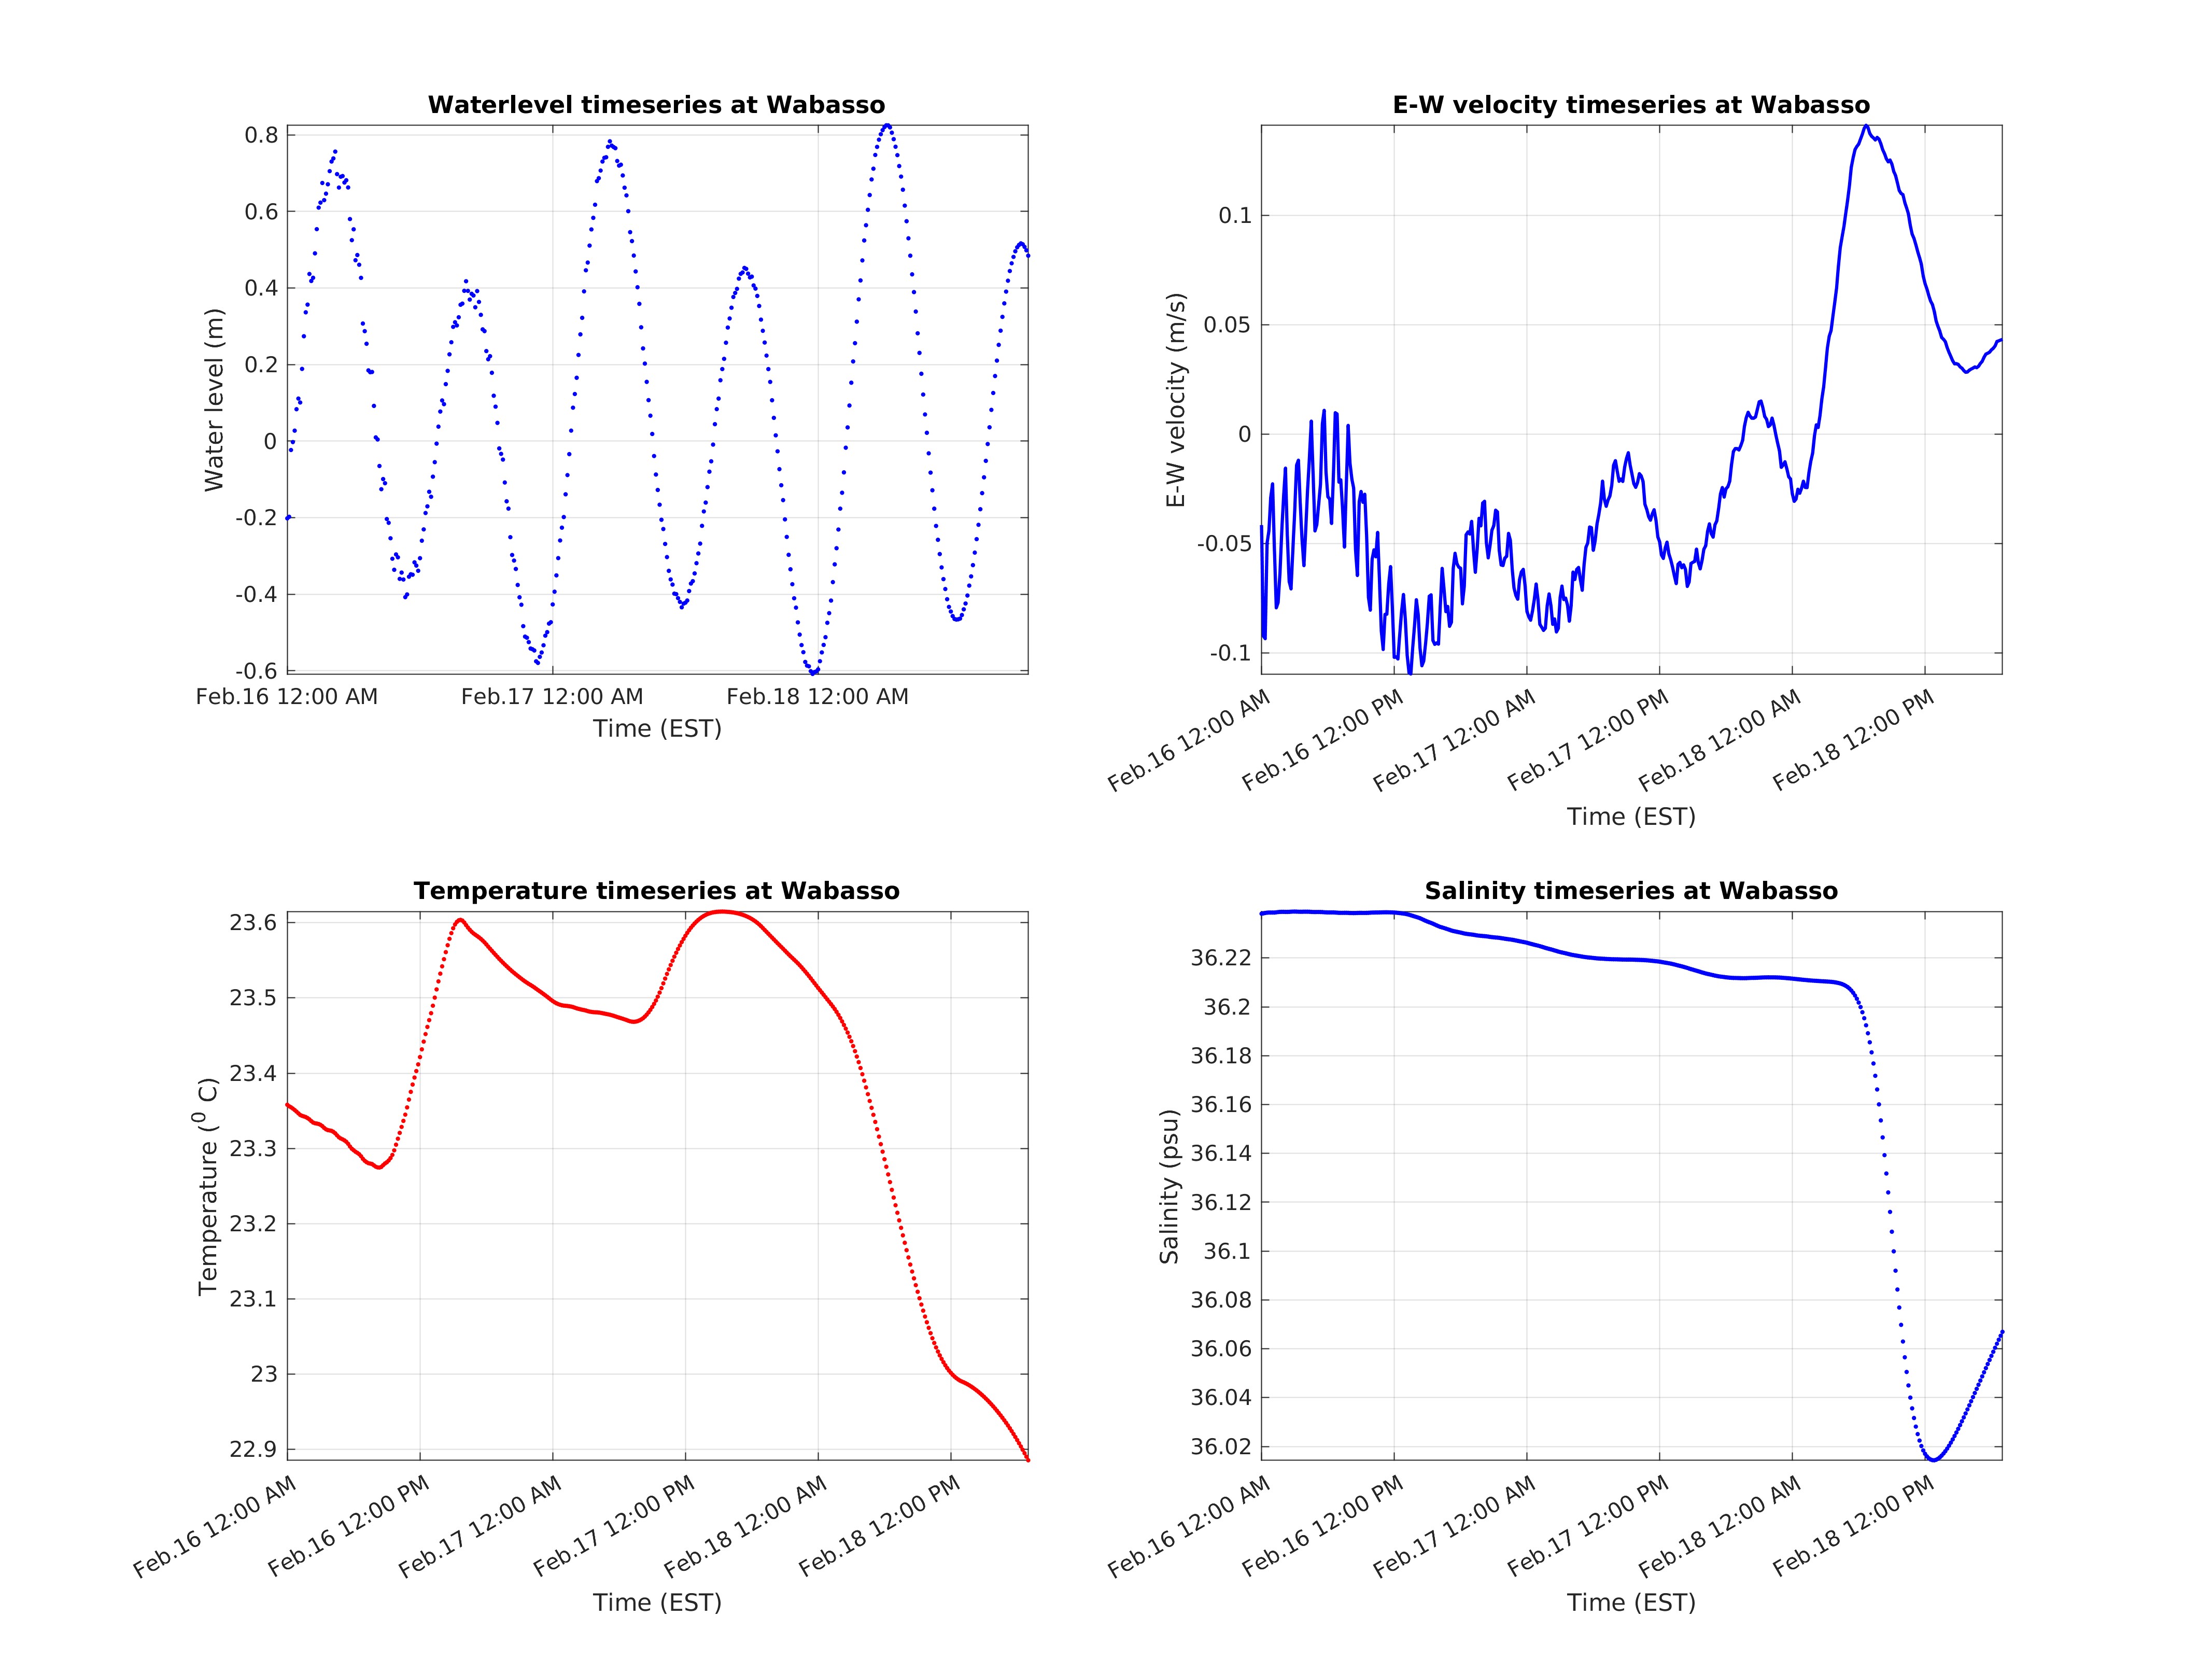 Waterlevel timeseries at Wabasso
0.8
0.6
0.4
0.2
0
-0.2
-0.4
-0.6
Water level (m)
Feb.16 12:00 AM
Feb.17 12:00 AM
Feb.18 12:00 AM
Time (EST)
E-W velocity timeseries at Wabasso
0.1
0.05
0
-0.05
-0.1
E-W velocity (m/s)
Feb.16 12:00 AM
Feb.16 12:00 PM
Feb.17 12:00 AM
Feb.17 12:00 PM
Feb.18 12:00 AM
Feb.18 12:00 PM
Time (EST)
Temperature timeseries at Wabasso
23.6
23.5
23.4
23.3
23.2
23.1
23
22.9
Temperature (⁰ C)
Feb.16 12:00 AM
Feb.16 12:00 PM
Feb.17 12:00 AM
Feb.17 12:00 PM
Feb.18 12:00 AM
Feb.18 12:00 PM
Time (EST)
Salinity timeseries at Wabasso
36.22
36.2
36.18
36.16
36.14
36.12
36.1
36.08
36.06
36.04
36.02
Salinity (psu)
Feb.16 12:00 AM
Feb.16 12:00 PM
Feb.17 12:00 AM
Feb.17 12:00 PM
Feb.18 12:00 AM
Feb.18 12:00 PM
Time (EST)